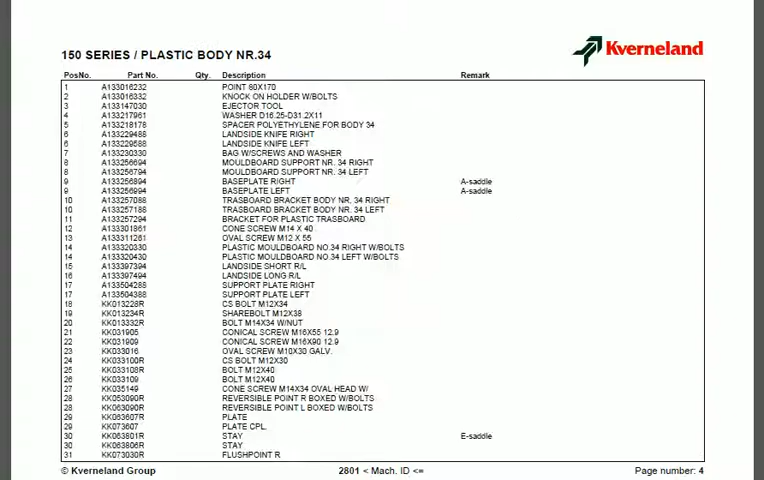 Kverneland
150 SERIES / PLASTIC BODY NR.34
PosNo. Part No. Qty. Description Remark
1 A133016232 POINT 80X170
2 A133016332 KNOCK ON HOLDER W/BOLTS
3 A133147030 EJECTOR TOOL
4 A133217961 WASHER D16.25-D31.2X11
5 A133218178 SPACER POLYETHYLENE FOR BODY 34
6 A133229488 LANDSIDE KNIFE RIGHT
6 A133229588 LANDSIDE KNIFE LEFT
7 A133230330 BAG W/SCREWS AND WASHER
8 A133256694 MOULDBOARD SUPPORT NR. 34 RIGHT
8 A133256794 MOULDBOARD SUPPORT NR. 34 LEFT
9 A133256894 BASEPLATE RIGHT A-saddle
9 A133256994 BASEPLATE LEFT A-saddle
10 A133257088 TRASBOARD BRACKET BODY NR. 34 RIGHT
10 A133257188 TRASBOARD BRACKET BODY NR. 34 LEFT
11 A133257294 BRACKET FOR PLASTIC TRASBOARD
12 A133301861 CONE SCREW M14 X 40
13 A133311261 OVAL SCREW M12 X 55
14 A133320330 PLASTIC MOULDBOARD NO.34 RIGHT W/BOLTS
14 A133320430 PLASTIC MOULDBOARD NO.34 LEFT W/BOLTS
15 A133397394 LANDSIDE SHORT R/L
16 A133397494 LANDSIDE LONG R/L
17 A133504288 SUPPORT PLATE RIGHT
17 A133504388 SUPPORT PLATE LEFT
18 KK013228R CS BOLT M12X34
19 KK013234R SHAREBOLT M12X38
20 KK013332R BOLT M14X34 W/NUT
21 KK031905 CONICAL SCREW M16X55 12.9
22 KK031909 CONICAL SCREW M16X90 12.9
23 KK033016 OVAL SCREW M10X30 GALV.
24 KK033100R CS BOLT M12X30
25 KK033108R BOLT M12X40
26 KK033109 BOLT M12X40
27 KK035149 CONE SCREW M14X34 OVAL HEAD W/
28 KK053090R REVERSIBLE POINT R BOXED W/BOLTS
28 KK063090R REVERSIBLE POINT L BOXED W/BOLTS
29 KK063607R PLATE
29 KK073607 PLATE CPL.
30 KK063801R STAY E-saddle
30 KK063806R STAY
31 KK073030R FLUSHPOINT R
© Kverneland Group 2801 < Mach. ID <= Page number: 4